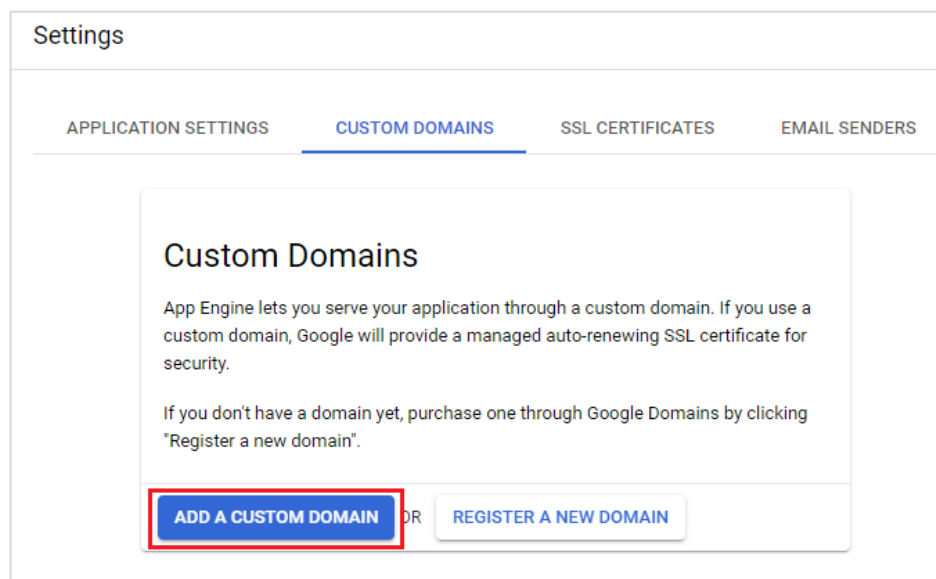 Settings
APPLICATION SETTINGS CUSTOM DOMAINS SSL CERTIFICATES EMAIL SENDERS
Custom Domains
App Engine lets you serve your application through a custom domain. If you use a
custom domain, Google will provide a managed auto-renewing SSL certificate for
security.
If you don't have a domain yet, purchase one through Google Domains by clicking
"Register a new domain".
ADD A CUSTOM DOMAIN OR REGISTER A NEW DOMAIN